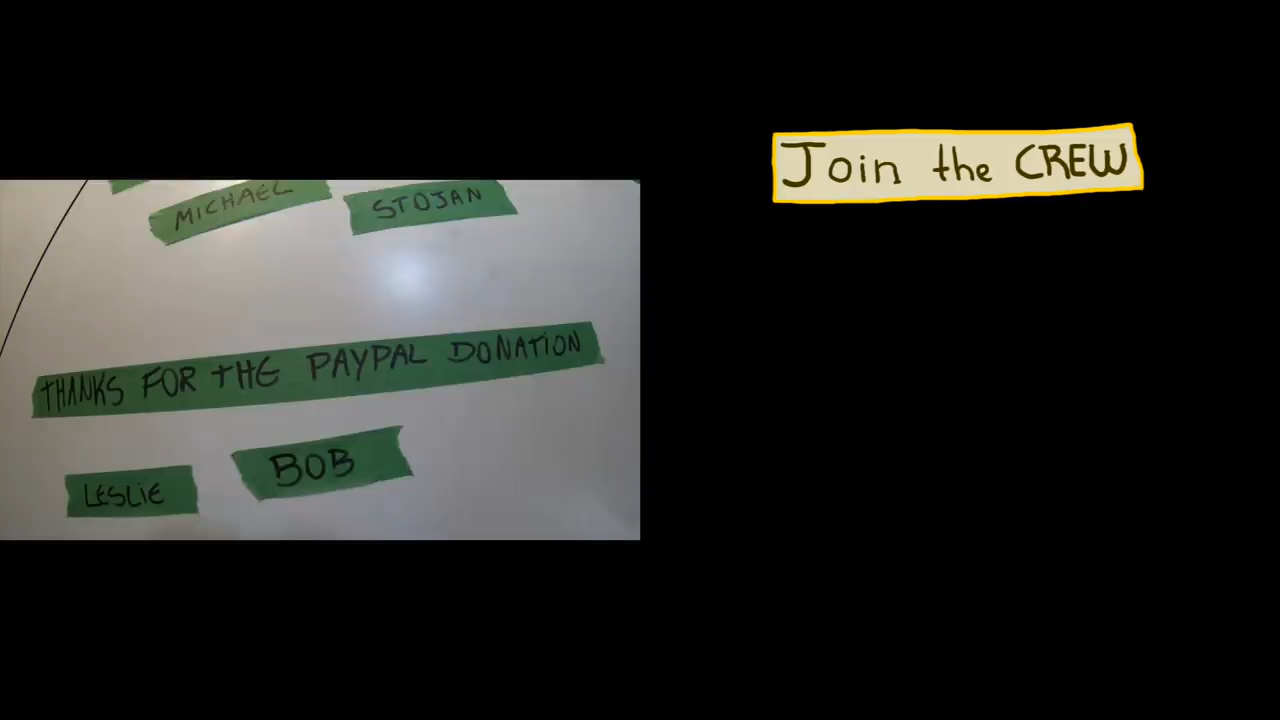 MICHAEL
STOJAN
THANKS FOR THE PAYPAL DONATION
LESLIE
BOB
Join the CREW